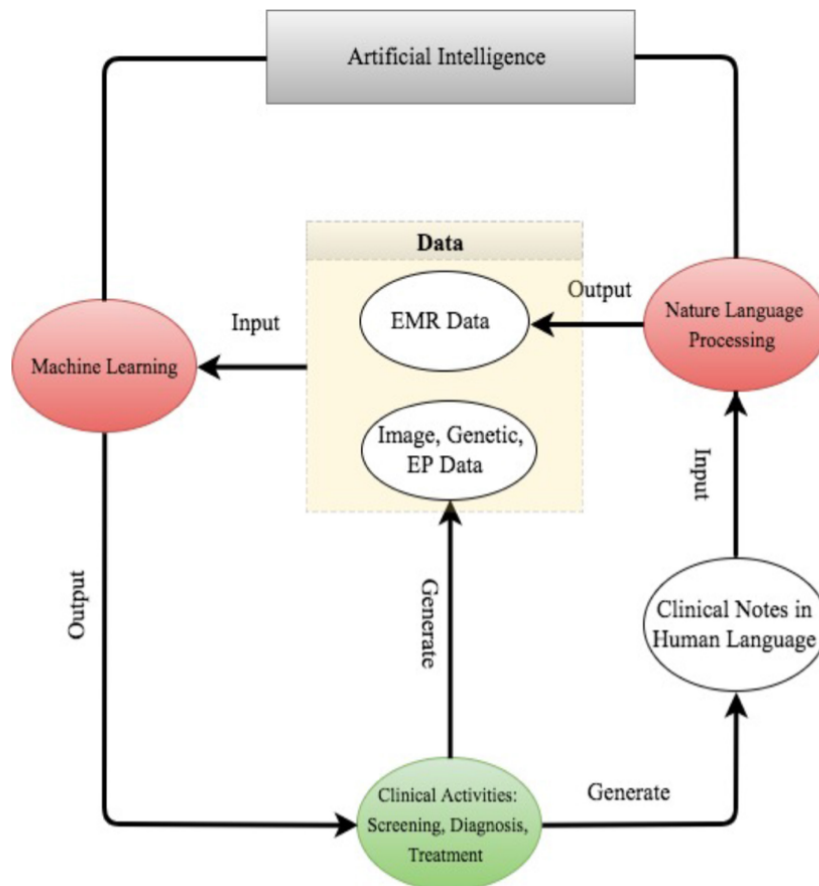 Artificial Intelligence
Data
EMR Data
Output
Nature Language
Processing
Input
Machine Learning
Image, Genetic,
EP Data
Input
Output
Generate
Clinical Notes in
Human Language
Clinical Activities:
Screening, Diagnosis,
Treatment
Generate